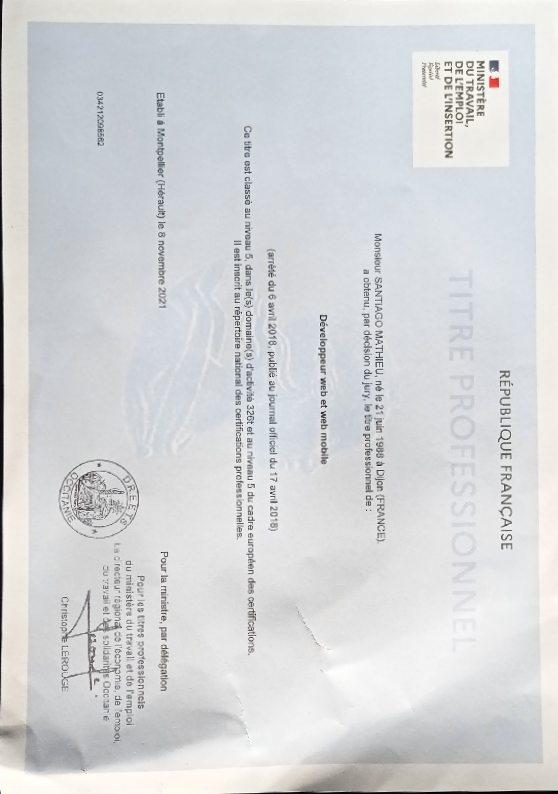 RÉPUBLIQUE FRANÇAISE
MINISTÈRE
DU TRAVAIL,
DE L'EMPLOI
ET DE L'INSERTION
Liberté
Égalité
Fraternité
TITRE PROFESSIONNEL
Monsieur SANTIAGO MATHIEU, né le 21 juin 1988 à Dijon (FRANCE),
a obtenu, par décision du jury, le titre professionnel de :
Développeur web et web mobile
(arrêté du 6 avril 2018, publié au journal officiel du 17 avril 2018)
Ce titre est classé au niveau 5, dans le(s) domaine(s) d'activité 326t et au niveau 5 du cadre européen des certifications.
Il est inscrit au répertoire national des certifications professionnelles.
Etabli à Montpellier (Hérault) le 8 novembre 2021
Pour la ministre, par délégation
Pour les titres professionnels
du ministère du travail et de l'emploi
Le directeur régional de l'économie, de l'emploi,
du travail et des solidarités Occitanie
Christophe LEROUGE
DREETS
OCCITANIE
034212098562